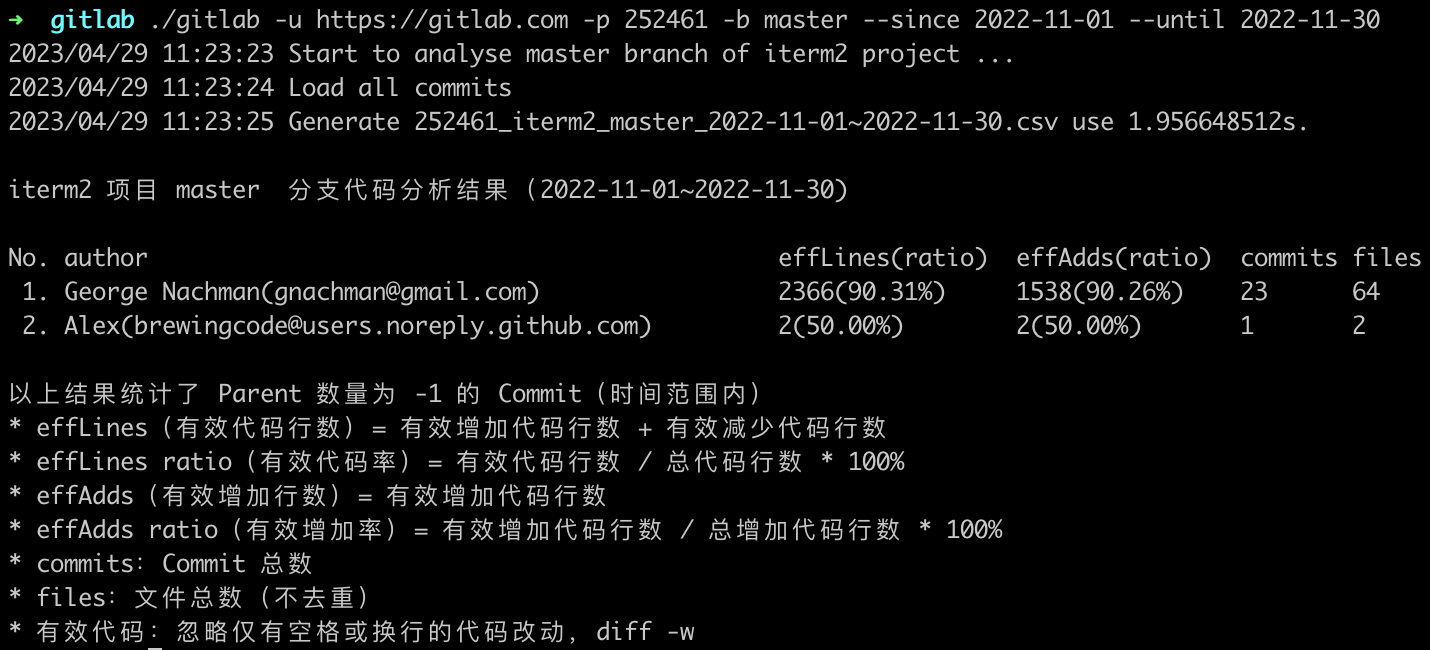 ➜ gitlab ./gitlab -u https://gitlab.com -p 252461 -b master --since 2022-11-01 --until 2022-11-30
2023/04/29 11:23:23 Start to analyse master branch of iterm2 project ...
2023/04/29 11:23:24 Load all commits
2023/04/29 11:23:25 Generate 252461_iterm2_master_2022-11-01~2022-11-30.csv use 1.956648512s.
iterm2 项目 master 分支代码分析结果（2022-11-01~2022-11-30）
No. author effLines(ratio) effAdds(ratio) commits files
1. George Nachman(gnachman@gmail.com) 2366(90.31%) 1538(90.26%) 23 64
2. Alex(brewingcode@users.noreply.github.com) 2(50.00%) 2(50.00%) 1 2
以上结果统计了 Parent 数量为 -1 的 Commit（时间范围内）
* effLines（有效代码行数）= 有效增加代码行数 + 有效减少代码行数
* effLines ratio（有效代码率）= 有效代码行数 / 总代码行数 * 100%
* effAdds（有效增加行数）= 有效增加代码行数
* effAdds ratio（有效增加率）= 有效增加代码行数 / 总增加代码行数 * 100%
* commits：Commit 总数
* files：文件总数（不去重）
* 有效代码：忽略仅有空格或换行的代码改动，diff -w